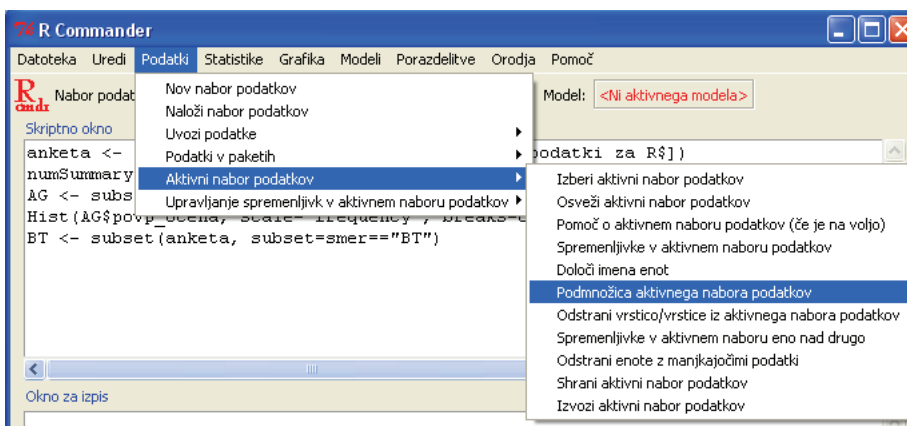 R Commander
Datoteka Uredi Podatki Statistike Grafika Modeli Porazdelitve Orodja Pomoč
R cmdr Nabor podat Model: <Ni aktivnega modela>
Skriptno okno
Nov nabor podatkov
Naloži nabor podatkov
Uvozi podatke
Podatki v paketih
Aktivni nabor podatkov
Upravljanje spremenljivk v aktivnem naboru podatkov
anketa <- podatki za R$])
numSummary
AG <- subs
Hist(AG$povp_ocena, scale="frequency", breaks=
BT <- subset(anketa, subset=smer=="BT")
Izberi aktivni nabor podatkov
Osveži aktivni nabor podatkov
Pomoč o aktivnem naboru podatkov (če je na voljo)
Spremenljivke v aktivnem naboru podatkov
Določi imena enot
Podmnožica aktivnega nabora podatkov
Odstrani vrstico/vrstice iz aktivnega nabora podatkov
Spremenljivke v aktivnem naboru eno nad drugo
Odstrani enote z manjkajočimi podatki
Shrani aktivni nabor podatkov
Izvozi aktivni nabor podatkov
Okno za izpis